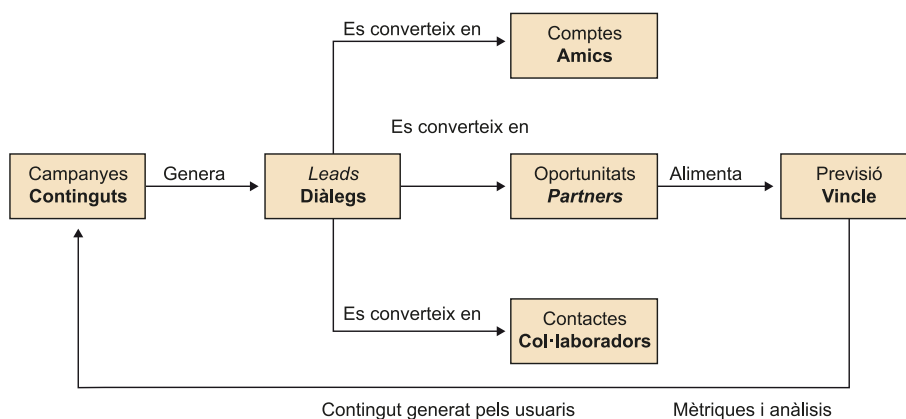 Es converteix en
Comptes
Amics
Es converteix en
Campanyes
Continguts
Genera
Leads
Diàlegs
Oportunitats
Partners
Alimenta
Previsió
Vincle
Es converteix en
Contactes
Col·laboradors
Contingut generat pels usuaris
Mètriques i anàlisis